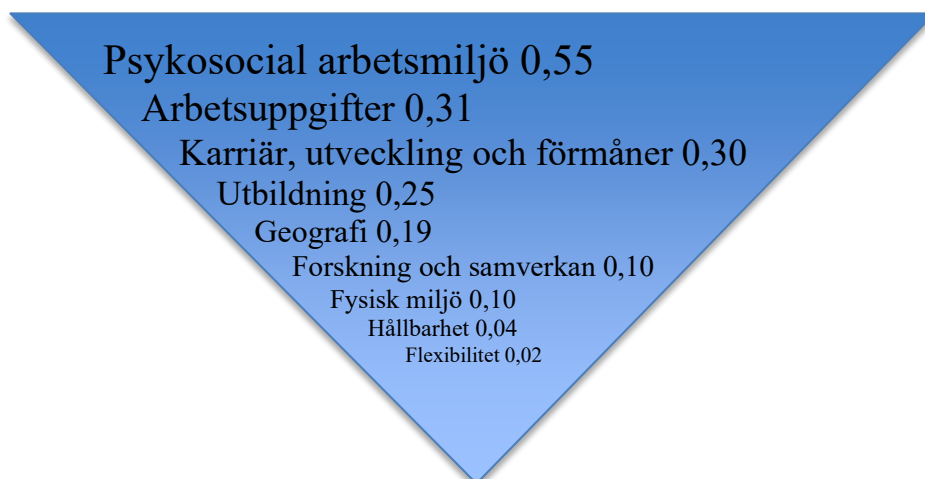 Psykosocial arbetsmiljö 0,55
Arbetsuppgifter 0,31
Karriär, utveckling och förmåner 0,30
Utbildning 0,25
Geografi 0,19
Forskning och samverkan 0,10
Fysisk miljö 0,10
Hållbarhet 0,04
Flexibilitet 0,02